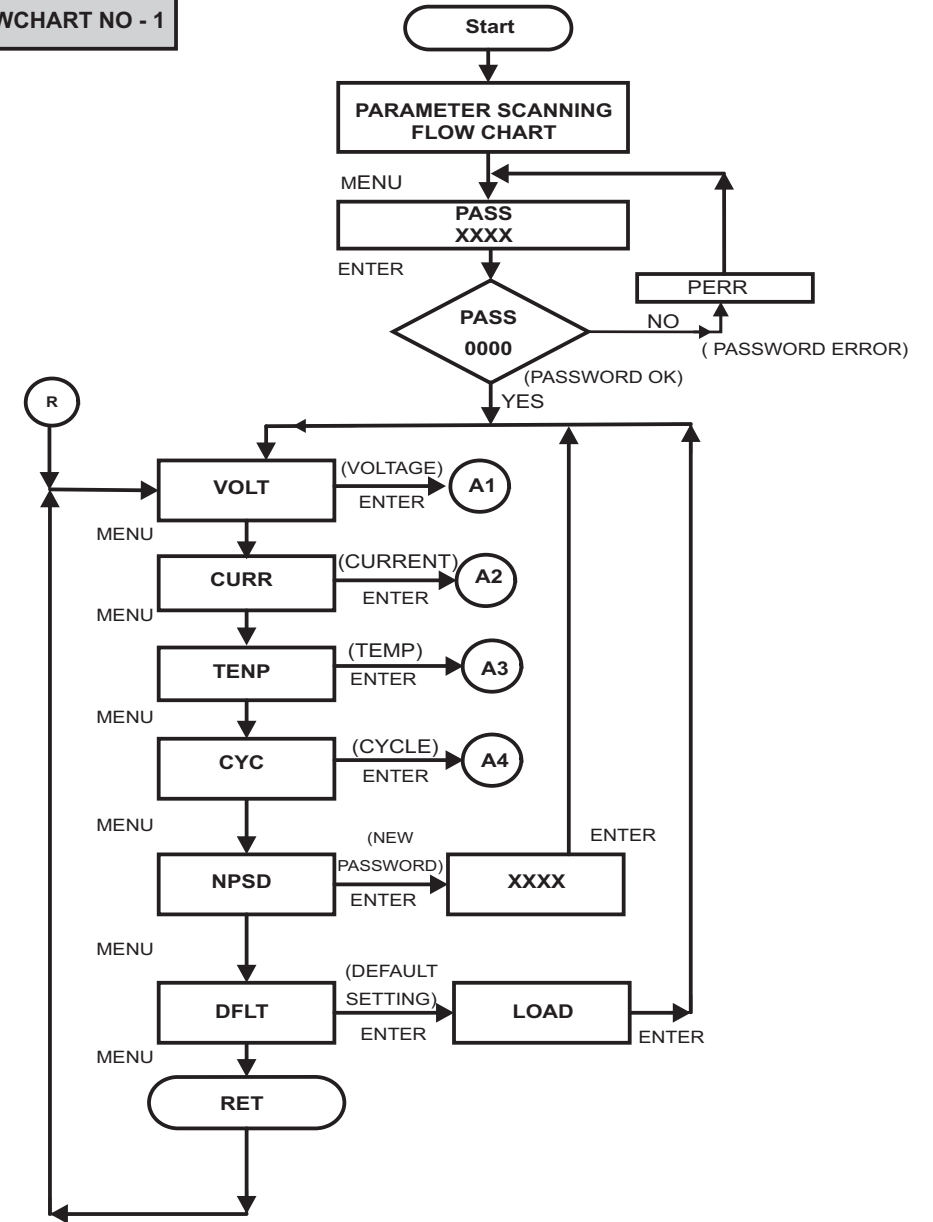 WCHART NO - 1
Start
PARAMETER SCANNING
FLOW CHART
MENU
PASS
XXXX
ENTER
PERR
PASS
0000
NO
( PASSWORD ERROR)
(PASSWORD OK)
YES
R
VOLT
(VOLTAGE)
ENTER
A1
MENU
CURR
(CURRENT)
ENTER
A2
MENU
TENP
(TEMP)
ENTER
A3
MENU
CYC
(CYCLE)
ENTER
A4
MENU
NPSD
(NEW
PASSWORD)
ENTER
XXXX
ENTER
MENU
DFLT
(DEFAULT
SETTING)
ENTER
LOAD
ENTER
MENU
RET